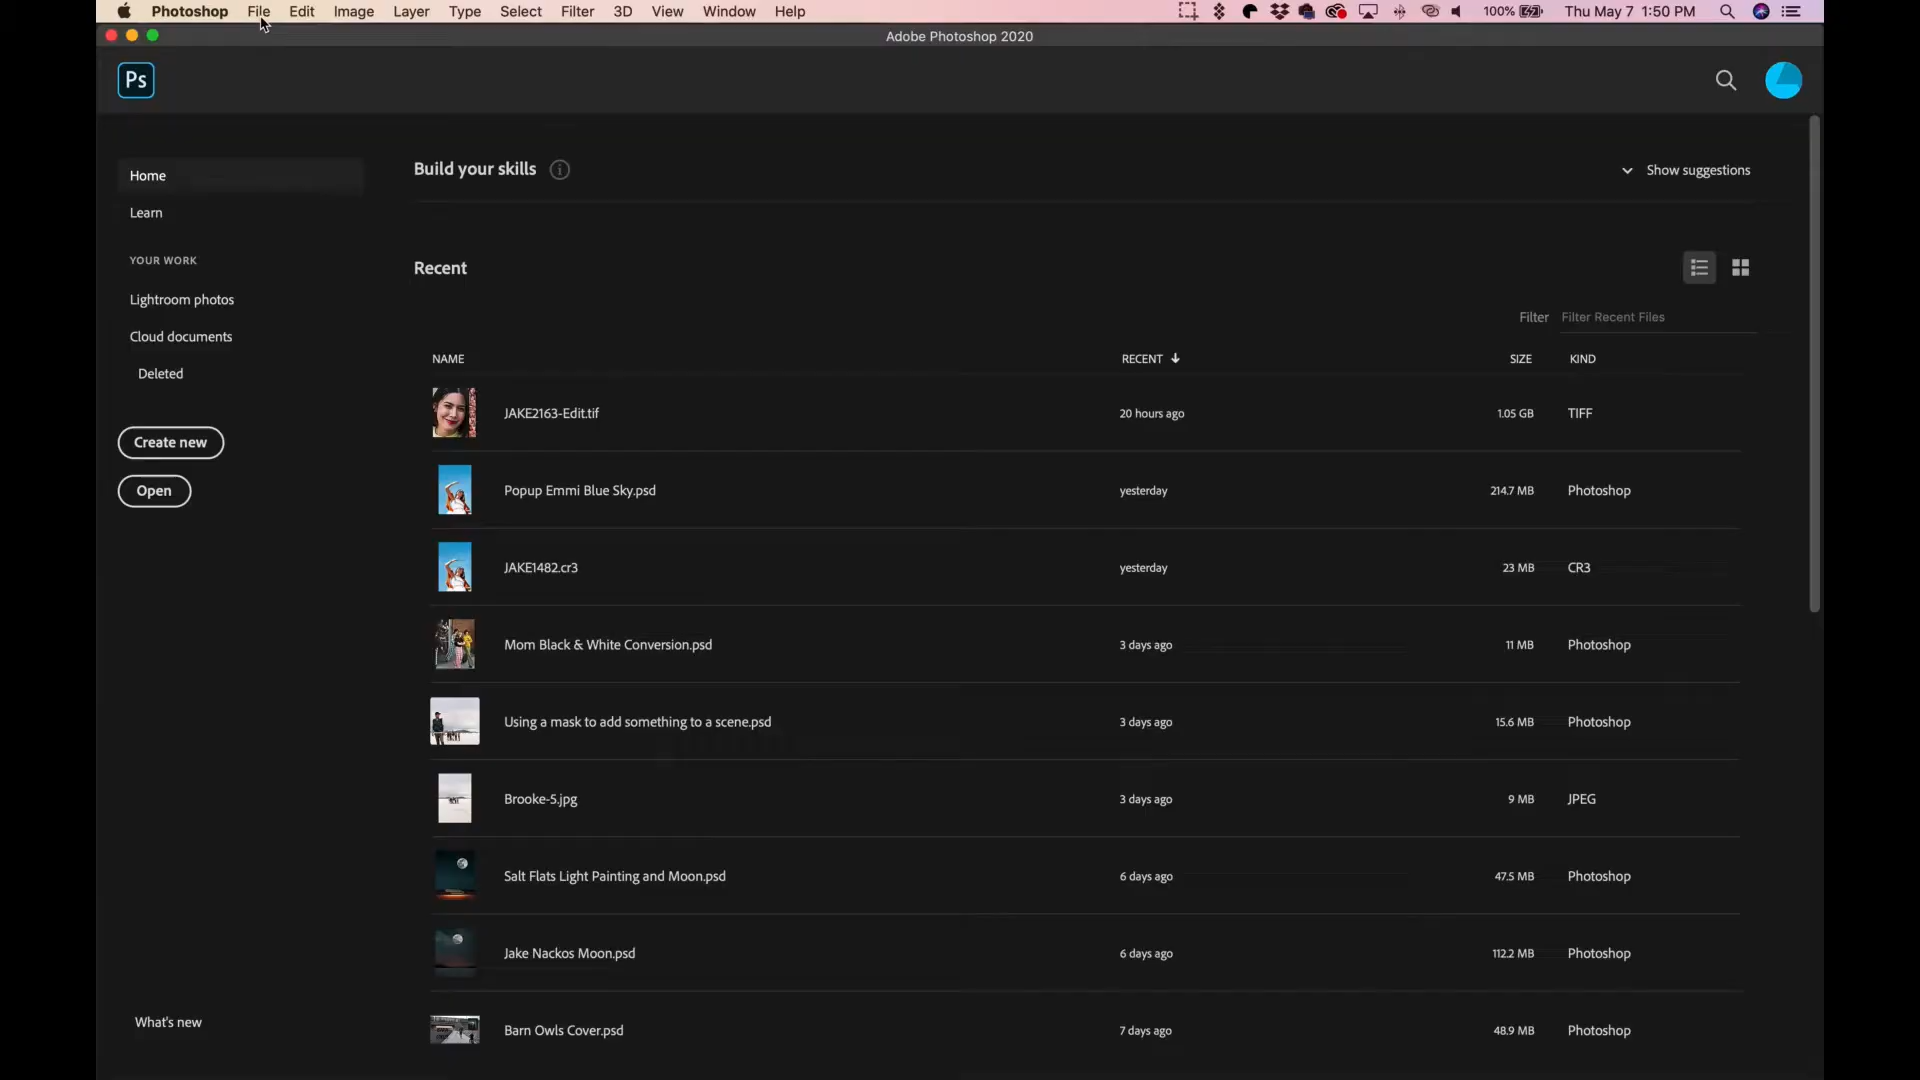 Photoshop File Edit Image Layer Type Select Filter 3D View Window Help 100% Thu May 7 1:50 PM
Adobe Photoshop 2020
Ps
Home
Learn
YOUR WORK
Lightroom photos
Cloud documents
Deleted
Create new
Open
What's new
Build your skills
Show suggestions
Recent
Filter Filter Recent Files
NAME RECENT SIZE KIND
JAKE2163-Edit.tif 20 hours ago 1.05 GB TIFF
Popup Emmi Blue Sky.psd yesterday 214.7 MB Photoshop
JAKE1482.cr3 yesterday 23 MB CR3
Mom Black & White Conversion.psd 3 days ago 11 MB Photoshop
Using a mask to add something to a scene.psd 3 days ago 15.6 MB Photoshop
Brooke-5.jpg 3 days ago 9 MB JPEG
Salt Flats Light Painting and Moon.psd 6 days ago 47.5 MB Photoshop
Jake Nackos Moon.psd 6 days ago 112.2 MB Photoshop
Barn Owls Cover.psd 7 days ago 48.9 MB Photoshop